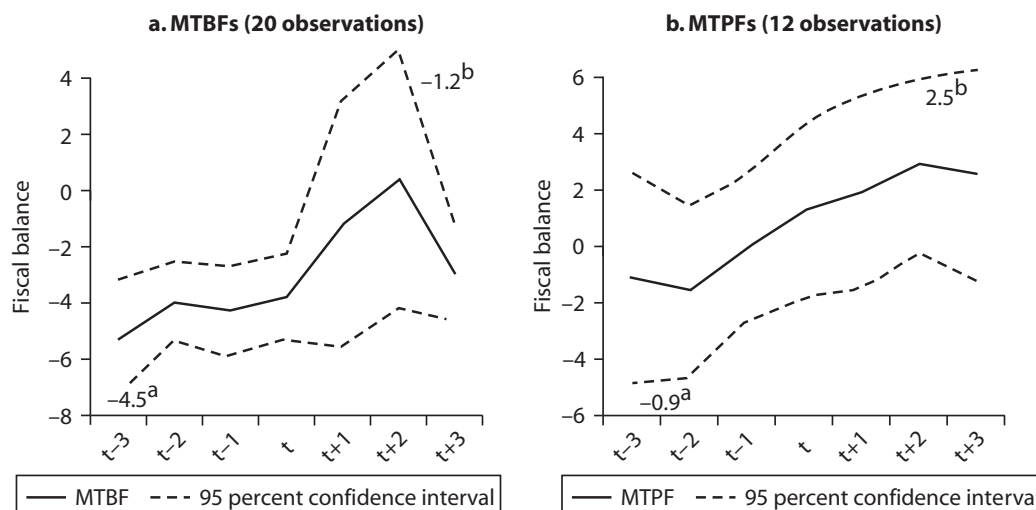 a. MTBFs (20 observations)
4
2
0
–2
–4
–6
–8
Fiscal balance
–1.2b
–4.5a
t–3
t–2
t–1
t
t+1
t+2
t+3
MTBF
95 percent confidence interval
b. MTPFs (12 observations)
6
4
2
0
–2
–4
–6
Fiscal balance
2.5b
–0.9a
t–3
t–2
t–1
t
t+1
t+2
t+3
MTPF
95 percent confidence interva